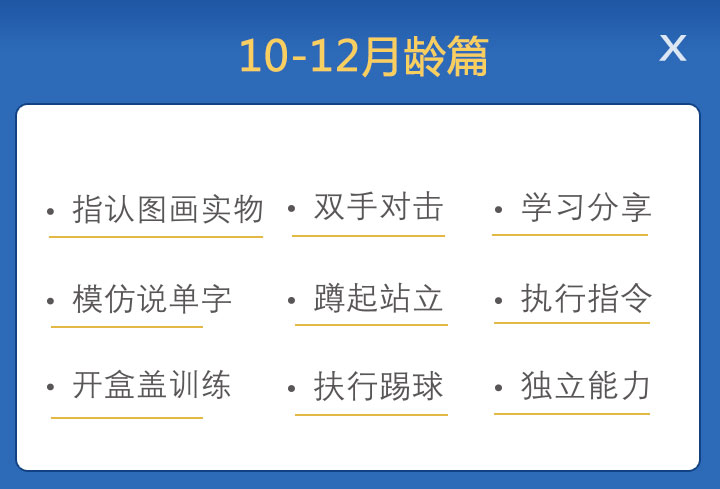 10-12月龄篇
X
• 指认图画实物 • 双手对击 • 学习分享
• 模仿说单字 • 蹲起站立 • 执行指令
• 开盒盖训练 • 扶行踢球 • 独立能力